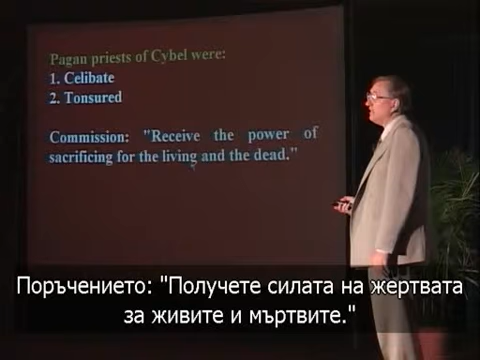 Pagan priests of Cybel were:
1. Celibate
2. Tonsured
Commission: "Receive the power of
sacrificing for the living and the dead."
Поръчението: "Получете силата на жертвата
за живите и мъртвите."